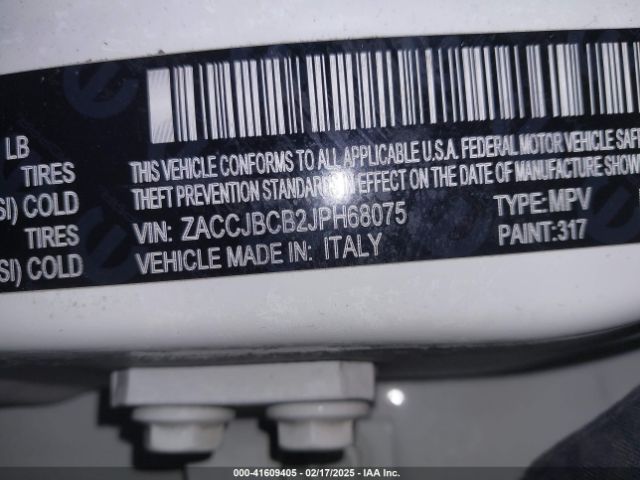 LB
TIRES
SI) COLD
TIRES
SI) COLD
THIS VEHICLE CONFORMS TO ALL APPLICABLE U.S.A. FEDERAL MOTOR VEHICLE SAFE
THEFT PREVENTION STANDARDS IN EFFECT ON THE DATE OF MANUFACTURE SHOWN
VIN: ZACCJBCB2JPH68075 TYPE: MPV
VEHICLE MADE IN: ITALY PAINT:317
000-41609405 - 02/17/2025 - IAA Inc.